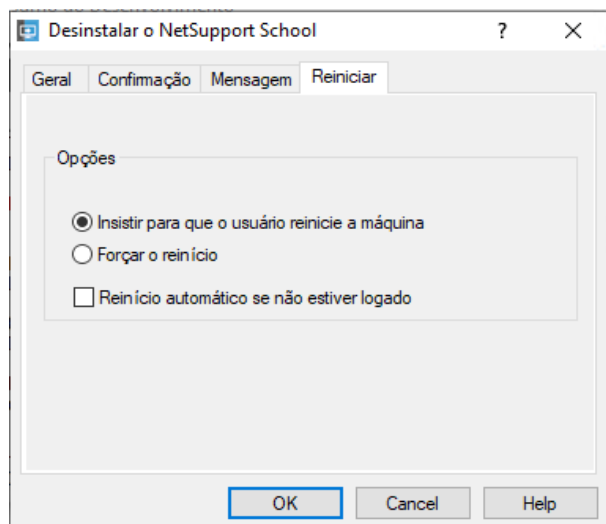 Desinstalar o NetSupport School
Geral Confirmação Mensagem Reiniciar
Opções
Insistir para que o usuário reinicie a máquina
Forçar o reinício
Reinício automático se não estiver logado
OK Cancel Help